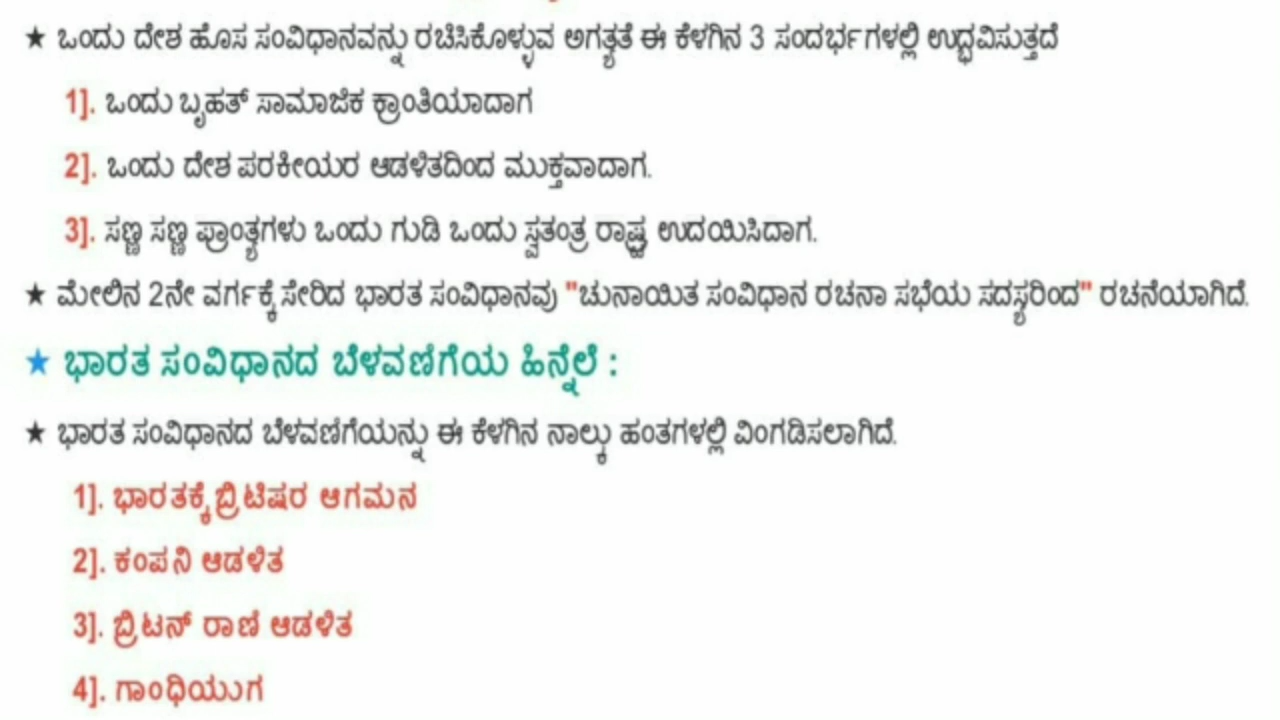 ★ ಒಂದು ದೇಶ ಹೊಸ ಸಂವಿಧಾನವನ್ನು ರಚಿಸಿಕೊಳ್ಳುವ ಅಗತ್ಯತೆ ಈ ಕೆಳಗಿನ 3 ಸಂದರ್ಭಗಳಲ್ಲಿ ಉದ್ಭವಿಸುತ್ತದೆ
1]. ಒಂದು ಬೃಹತ್ ಸಾಮಾಜಿಕ ಕ್ರಾಂತಿಯಾದಾಗ
2]. ಒಂದು ದೇಶ ಪರಕೀಯರ ಆಡಳಿತದಿಂದ ಮುಕ್ತವಾದಾಗ.
3]. ಸಣ್ಣ ಸಣ್ಣ ಪ್ರಾಂತ್ಯಗಳು ಒಂದು ಗುಡಿ ಒಂದು ಸ್ವತಂತ್ರ ರಾಷ್ಟ್ರ ಉದಯಿಸಿದಾಗ.
★ ಮೇಲಿನ 2ನೇ ವರ್ಗಕ್ಕೆ ಸೇರಿದ ಭಾರತ ಸಂವಿಧಾನವು "ಚುನಾಯಿತ ಸಂವಿಧಾನ ರಚನಾ ಸಭೆಯ ಸದಸ್ಯರಿಂದ" ರಚನೆಯಾಗಿದೆ.
★ ಭಾರತ ಸಂವಿಧಾನದ ಬೆಳವಣಿಗೆಯ ಹಿನ್ನೆಲೆ :
★ ಭಾರತ ಸಂವಿಧಾನದ ಬೆಳವಣಿಗೆಯನ್ನು ಈ ಕೆಳಗಿನ ನಾಲ್ಕು ಹಂತಗಳಲ್ಲಿ ವಿಂಗಡಿಸಲಾಗಿದೆ.
1]. ಭಾರತಕ್ಕೆ ಬ್ರಿಟಿಷರ ಆಗಮನ
2]. ಕಂಪನಿ ಆಡಳಿತ
3]. ಬ್ರಿಟನ್ ರಾಣಿ ಆಡಳಿತ
4]. ಗಾಂಧಿಯುಗ